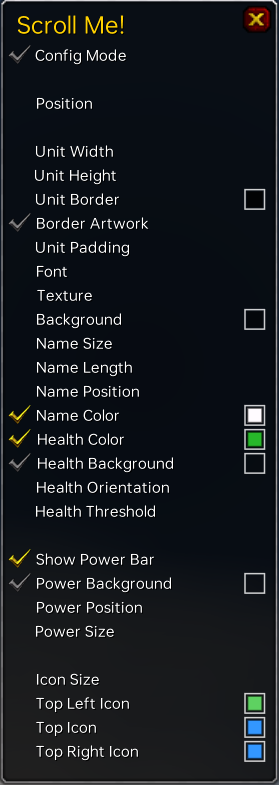 Scroll Me!
Config Mode
Position
Unit Width
Unit Height
Unit Border
Border Artwork
Unit Padding
Font
Texture
Background
Name Size
Name Length
Name Position
Name Color
Health Color
Health Background
Health Orientation
Health Threshold
Show Power Bar
Power Background
Power Position
Power Size
Icon Size
Top Left Icon
Top Icon
Top Right Icon